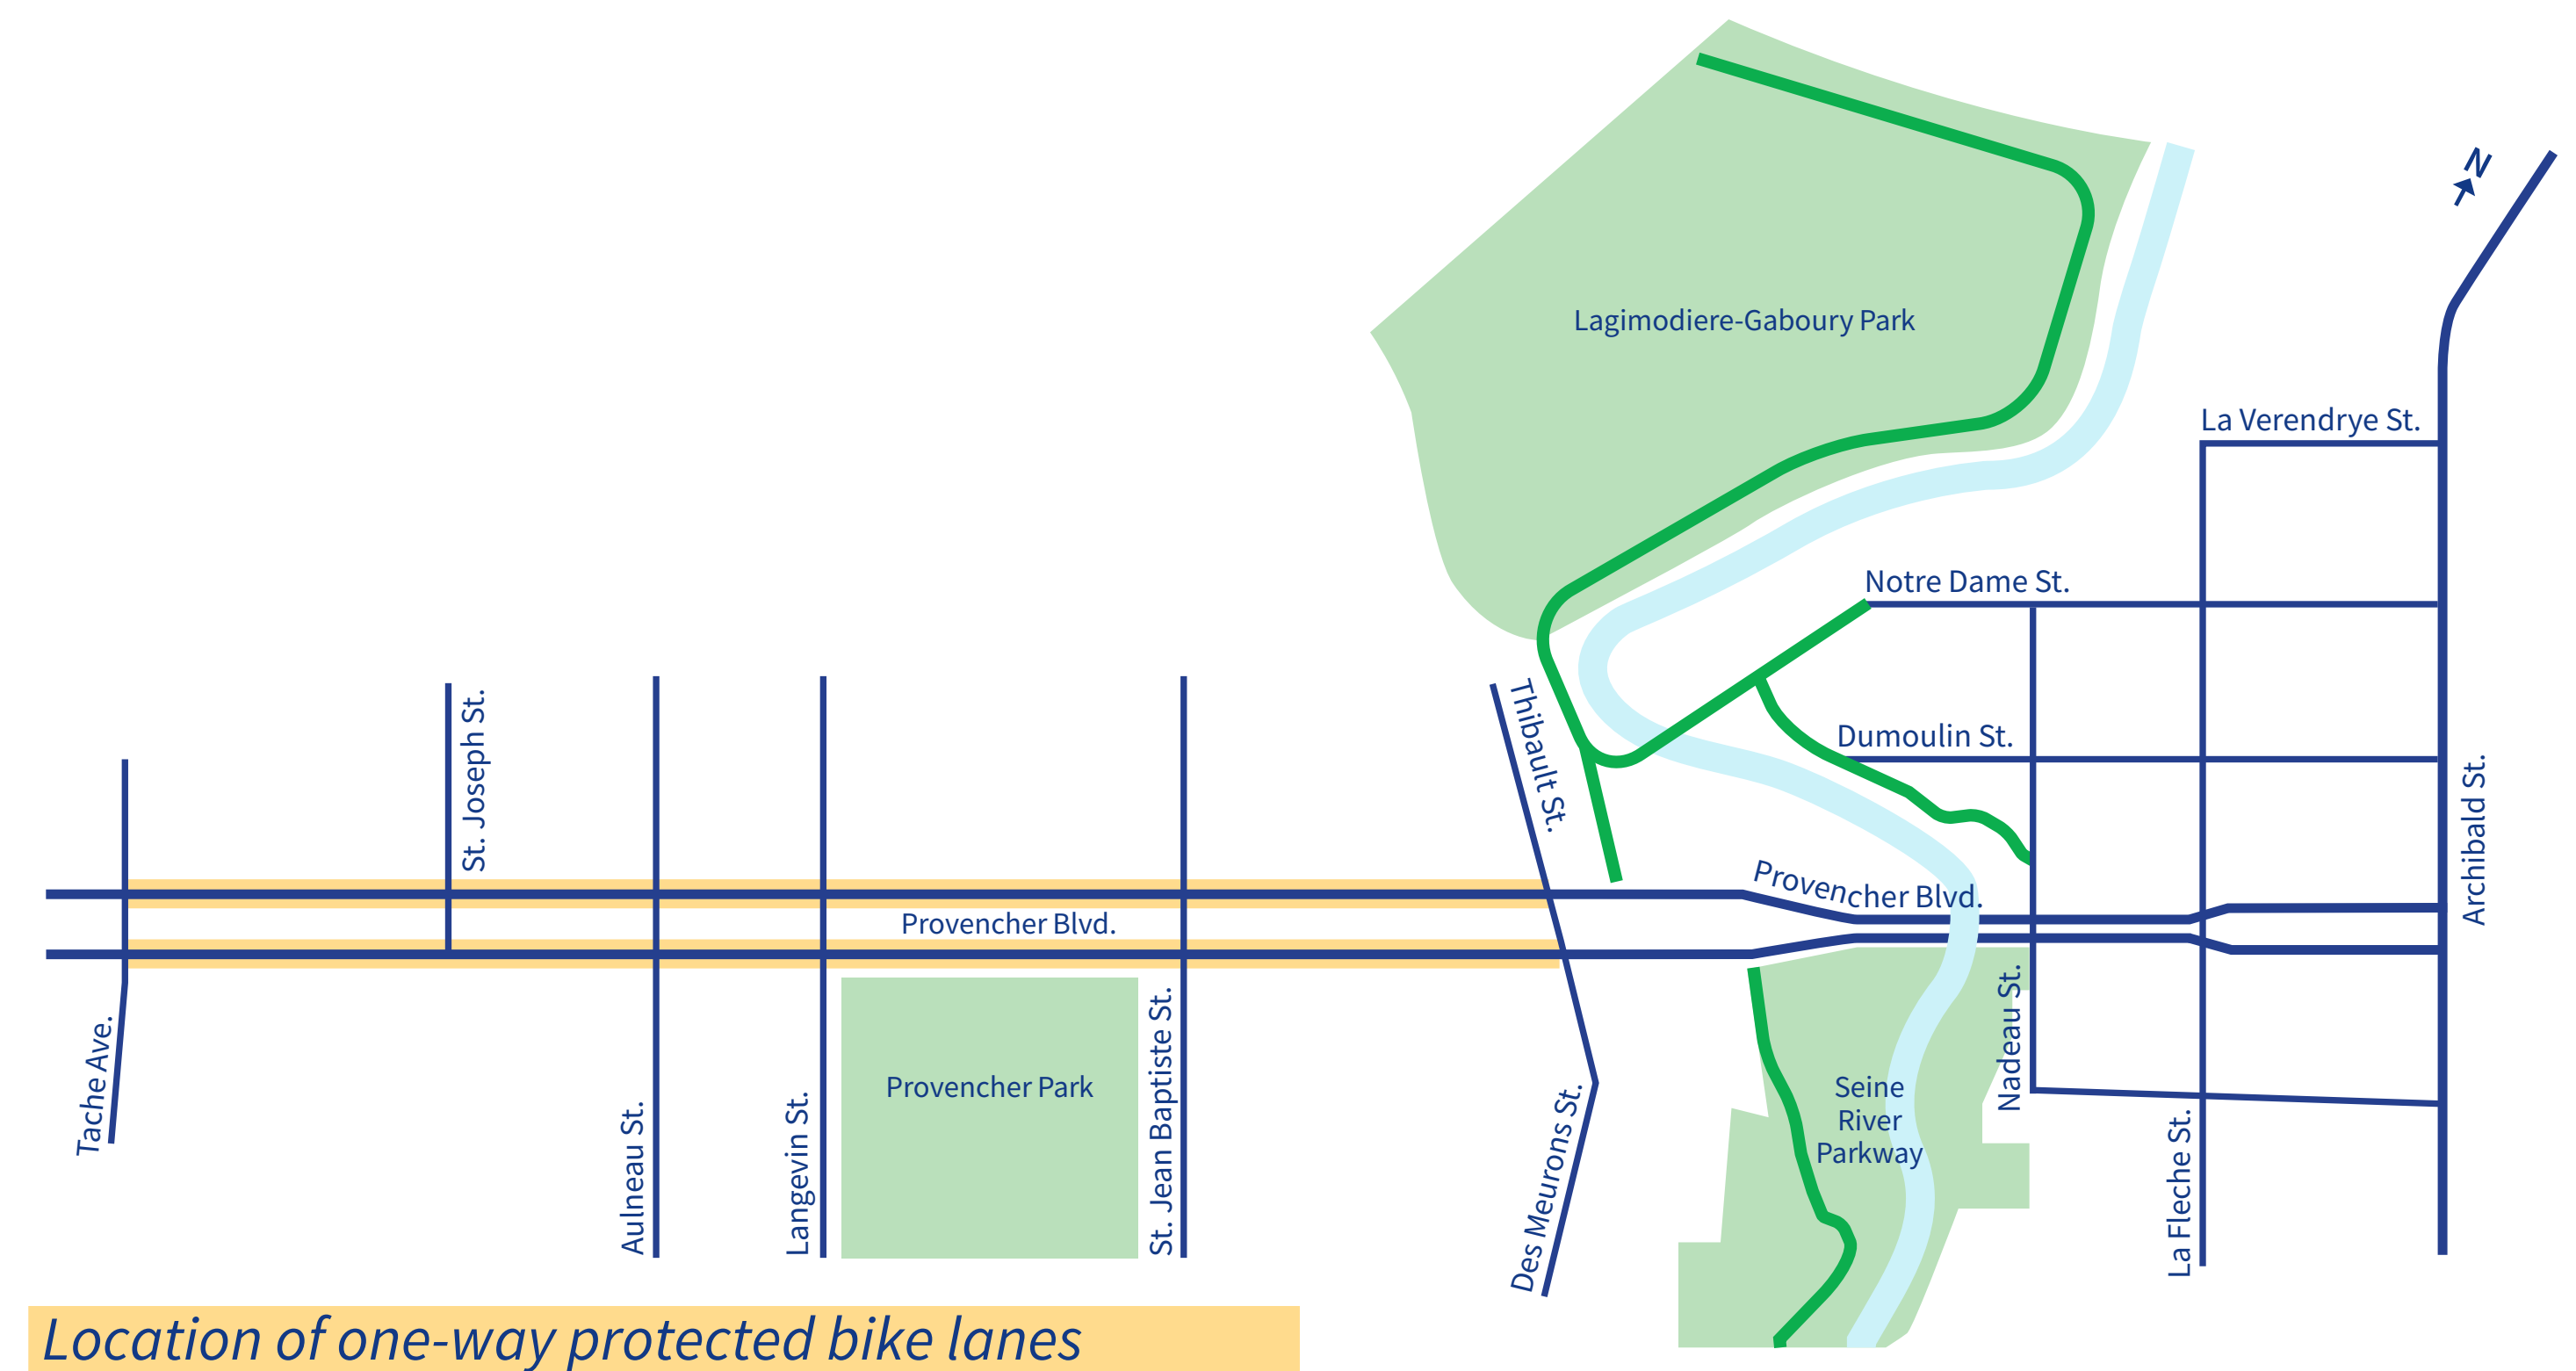 N
Lagimodiere-Gaboury Park
La Verendrye St.
Notre Dame St.
Thibault St.
St. Joseph St.
Dumoulin St.
Archibald St.
Provencher Blvd.
Provencher Blvd.
Tache Ave.
Aulneau St.
Langevin St.
Provencher Park
St. Jean Baptiste St.
Des Meurons St.
Seine
River
Parkway
Nadeau St.
La Fleche St.
Location of one-way protected bike lanes